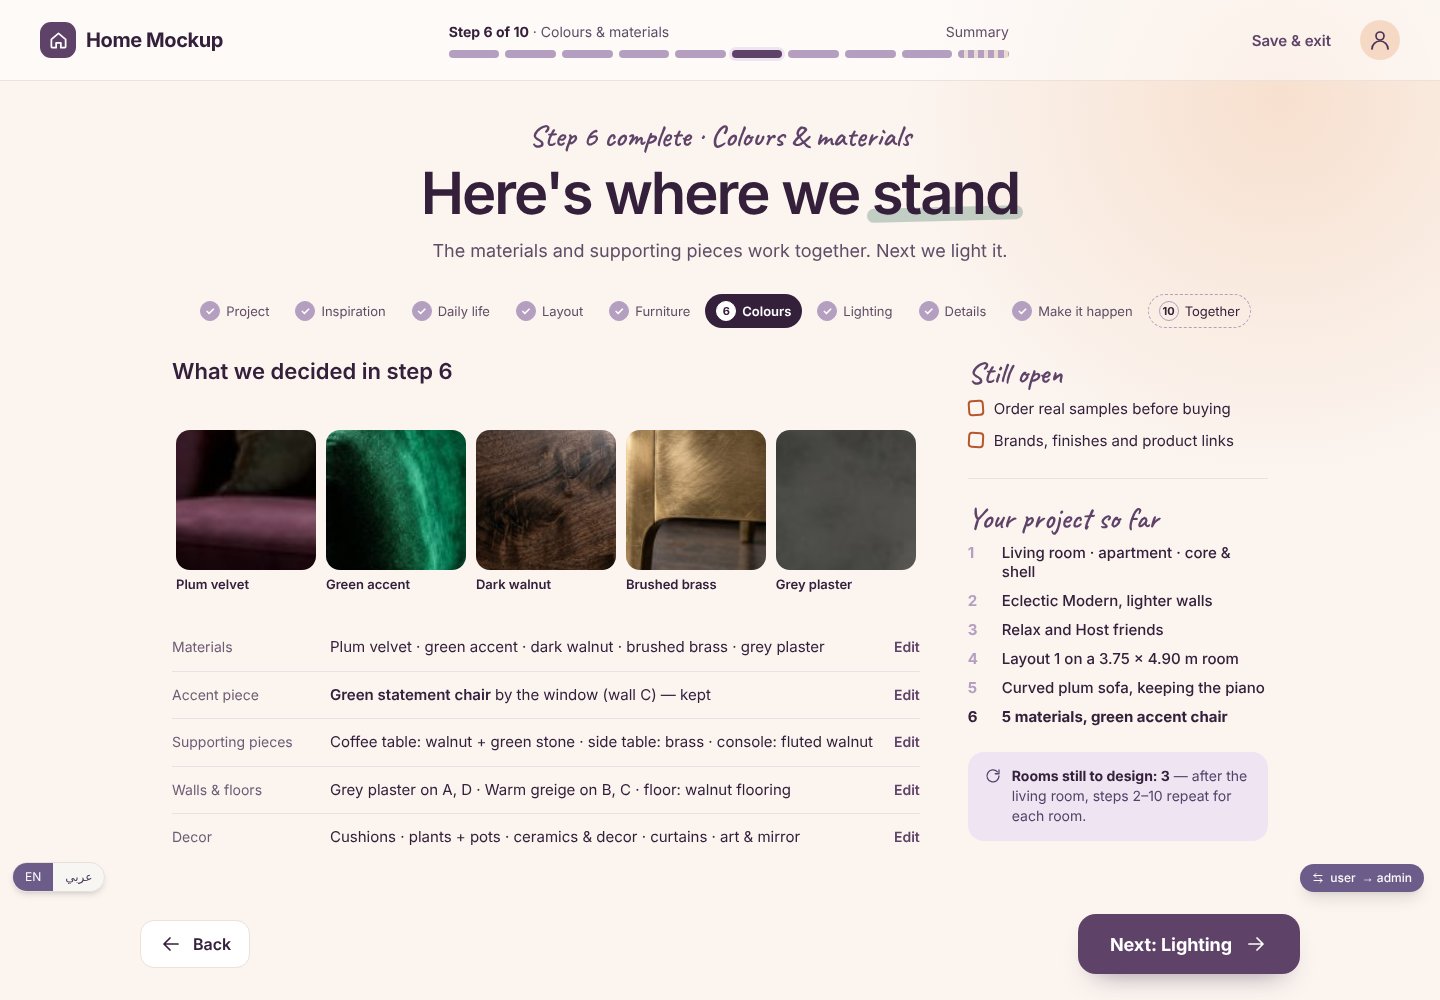 Home Mockup
Step 6 of 10 · Colours & materials
Summary
Save & exit
Step 6 complete · Colours & materials
Here's where we stand
The materials and supporting pieces work together. Next we light it.
Project
Inspiration
Daily life
Layout
Furniture
6 Colours
Lighting
Details
Make it happen
10 Together
What we decided in step 6
Plum velvet
Green accent
Dark walnut
Brushed brass
Grey plaster
Materials Plum velvet · green accent · dark walnut · brushed brass · grey plaster Edit
Accent piece Green statement chair by the window (wall C) — kept Edit
Supporting pieces Coffee table: walnut + green stone · side table: brass · console: fluted walnut Edit
Walls & floors Grey plaster on A, D · Warm greige on B, C · floor: walnut flooring Edit
Decor Cushions · plants + pots · ceramics & decor · curtains · art & mirror Edit
Still open
Order real samples before buying
Brands, finishes and product links
Your project so far
1 Living room · apartment · core &
shell
2 Eclectic Modern, lighter walls
3 Relax and Host friends
4 Layout 1 on a 3.75 × 4.90 m room
5 Curved plum sofa, keeping the piano
6 5 materials, green accent chair
Rooms still to design: 3 — after the
living room, steps 2–10 repeat for
each room.
EN عربي
user → admin
Back
Next: Lighting